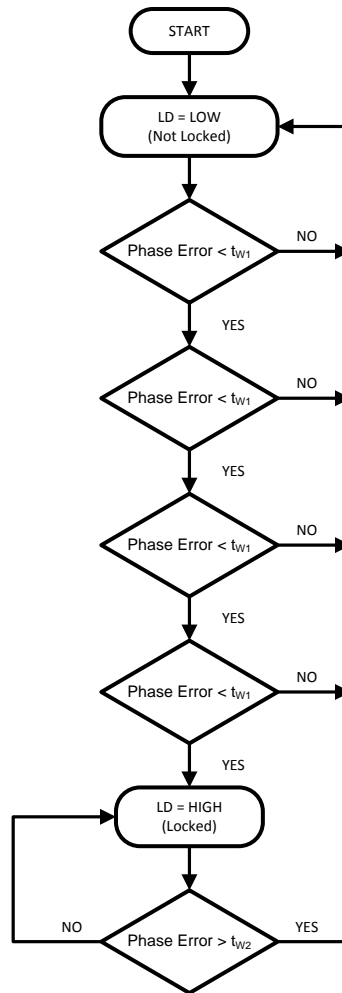 START
LD = LOW
(Not Locked)
Phase Error < tW1
NO
YES
Phase Error < tW1
NO
YES
Phase Error < tW1
NO
YES
Phase Error < tW1
NO
YES
LD = HIGH
(Locked)
NO
Phase Error > tW2
YES